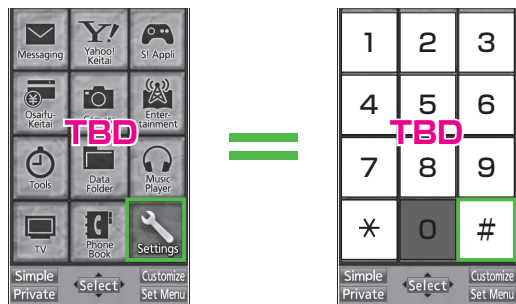 Messaging
Yahoo!
Keitai
S! Appli
Osaifu-
Keitai
Enter-
tainment
TBD
Tools
Data
Folder
Music
Player
TV
Phone
Book
Settings
Simple
Customize
Select
Private
Set Menu
1 2 3
4 5 6
TBD
7 8 9
* 0 #
Simple
Customize
Select
Private
Set Menu